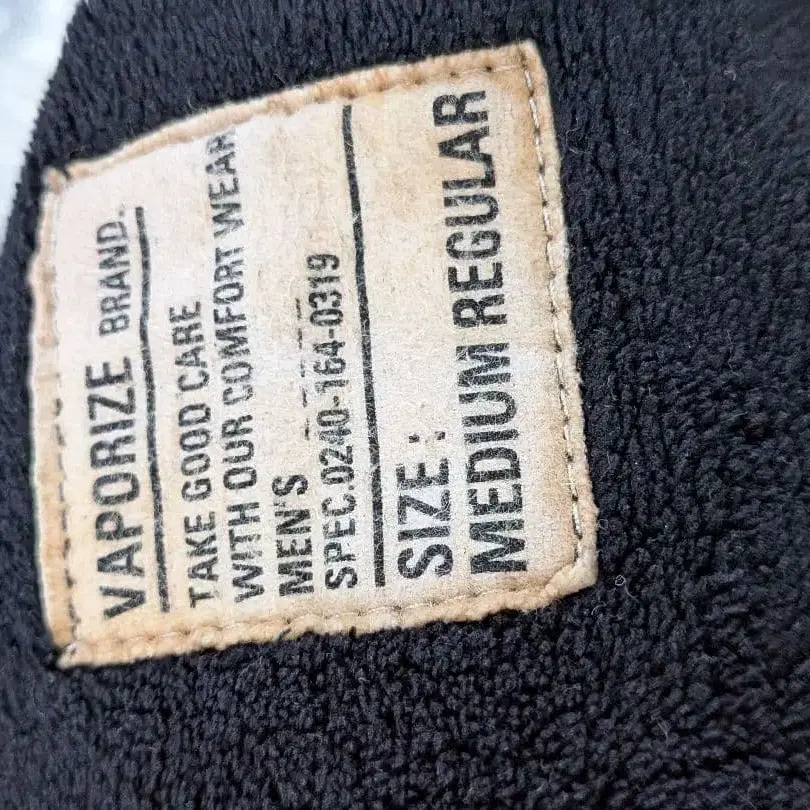 VAPORIZE BRAND.
TAKE GOOD CARE
WITH OUR COMFORT WEAR
MEN'S
SPEC.0240-164-0319
SIZE:
MEDIUM REGULAR